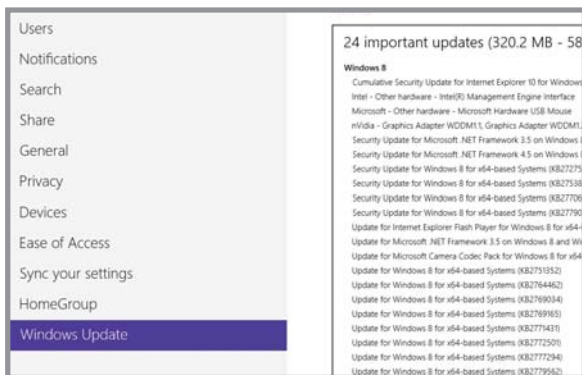 Users
Notifications
Search
Share
General
Privacy
Devices
Ease of Access
Sync your settings
HomeGroup
Windows Update
24 important updates (320.2 MB - 58
Windows 8
Cumulative Security Update for Internet Explorer 10 for Windows
Intel - Other hardware - Intel(R) Management Engine Interface
Microsoft - Other hardware - Microsoft Hardware USB Mouse
nVidia - Graphics Adapter WDDM1.1, Graphics Adapter WDDM1.
Security Update for Microsoft .NET Framework 3.5 on Windows
Security Update for Microsoft .NET Framework 4.5 on Windows
Security Update for Windows 8 for x64-based Systems (KB27275
Security Update for Windows 8 for x64-based Systems (KB27538
Security Update for Windows 8 for x64-based Systems (KB27706
Security Update for Windows 8 for x64-based Systems (KB27790
Update for Internet Explorer Flash Player for Windows 8 for x64-
Update for Microsoft .NET Framework 3.5 on Windows 8 and Wi
Update for Microsoft Camera Codec Pack for Windows 8 for x64
Update for Windows 8 for x64-based Systems (KB2751352)
Update for Windows 8 for x64-based Systems (KB2764462)
Update for Windows 8 for x64-based Systems (KB2769034)
Update for Windows 8 for x64-based Systems (KB2769165)
Update for Windows 8 for x64-based Systems (KB2771431)
Update for Windows 8 for x64-based Systems (KB2772501)
Update for Windows 8 for x64-based Systems (KB2777294)
Update for Windows 8 for x64-based Systems (KB2779562)